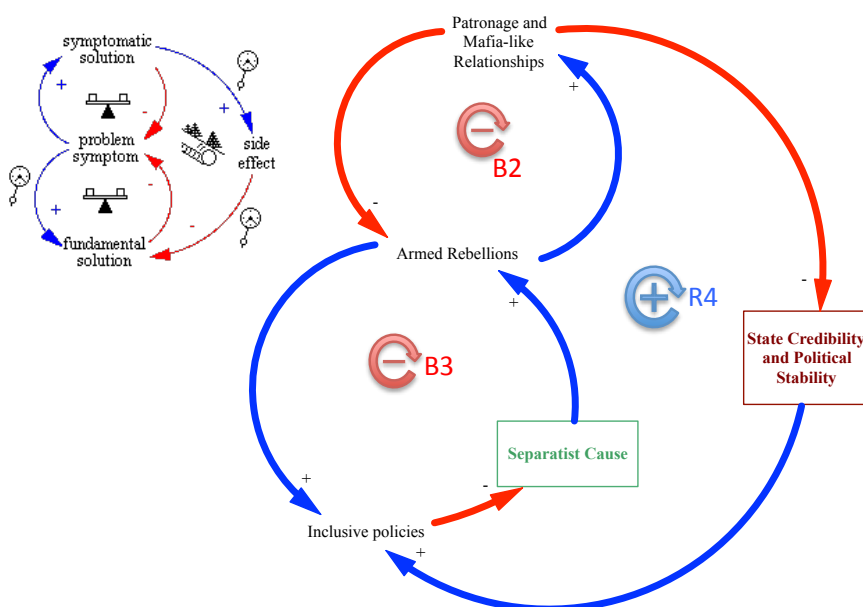 symptomatic
solution
+
+
-
problem
symptom
side
effect
+
-
-
fundamental
solution
Patronage and
Mafia-like
Relationships
+
B2
-
Armed Rebellions
+
R4
-
State Credibility
and Political
Stability
B3
Separatist Cause
+
-
Inclusive policies
+